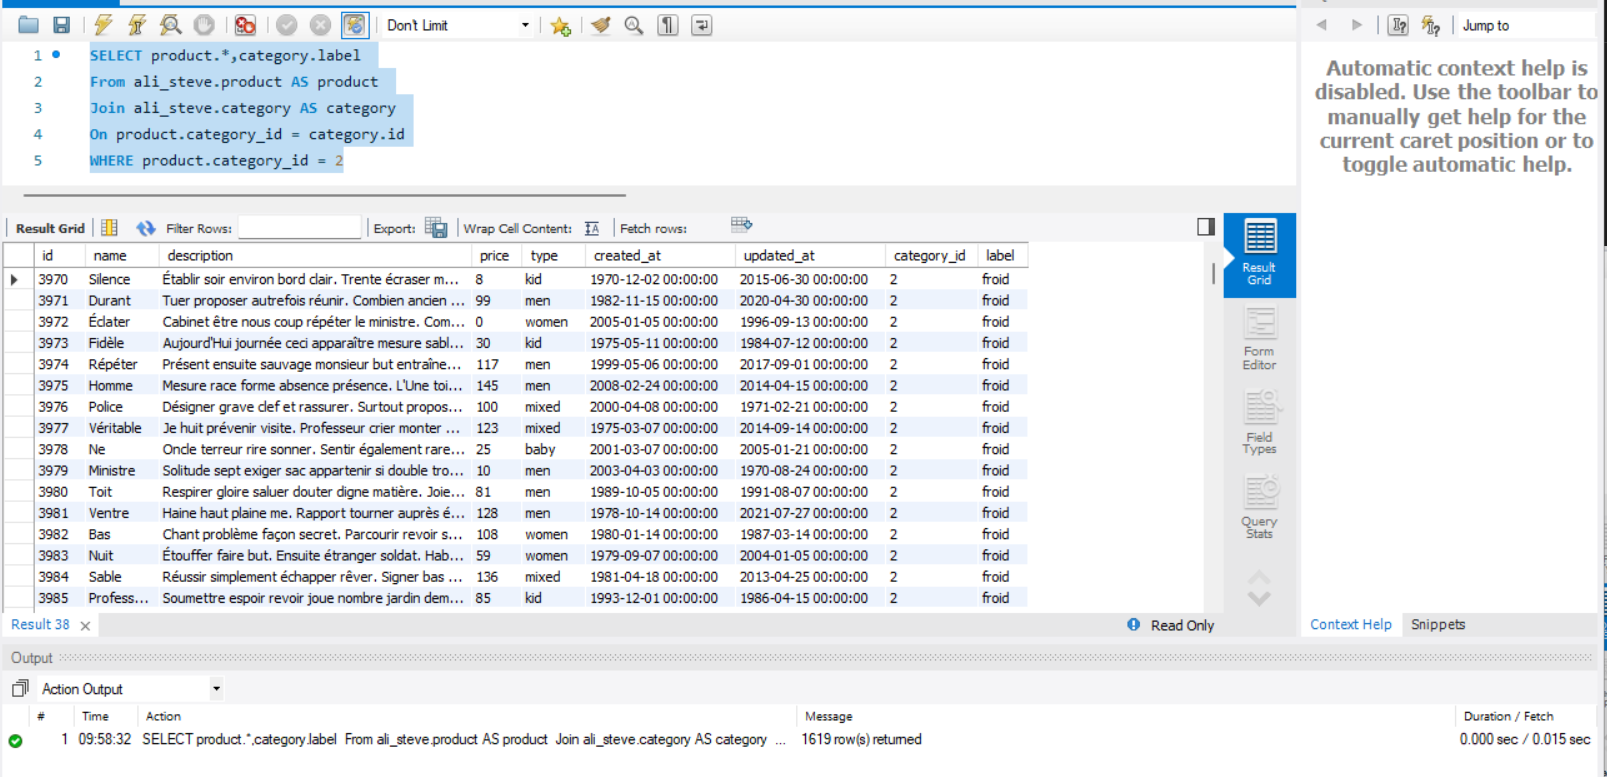 Don't Limit
Jump to
1 SELECT product.*,category.label
2 From ali_steve.product AS product
3 Join ali_steve.category AS category
4 On product.category_id = category.id
5 WHERE product.category_id = 2
Automatic context help is
disabled. Use the toolbar to
manually get help for the
current caret position or to
toggle automatic help.
Result Grid Filter Rows: Export: Wrap Cell Content: Fetch rows:
id name description price type created_at updated_at category_id label
3970 Silence Établir soir environ bord clair. Trente écraser m... 8 kid 1970-12-02 00:00:00 2015-06-30 00:00:00 2 froid
3971 Durant Tuer proposer autrefois réunir. Combien ancien ... 99 men 1982-11-15 00:00:00 2020-04-30 00:00:00 2 froid
3972 Éclater Cabinet être nous coup répéter le ministre. Com... 0 women 2005-01-05 00:00:00 1996-09-13 00:00:00 2 froid
3973 Fidèle Aujourd'Hui journée ceci apparaître mesure sabl... 30 kid 1975-05-11 00:00:00 1984-07-12 00:00:00 2 froid
3974 Répéter Présent ensuite sauvage monsieur but entraîne... 117 men 1999-05-06 00:00:00 2017-09-01 00:00:00 2 froid
3975 Homme Mesure race forme absence présence. L'Une toi... 145 men 2008-02-24 00:00:00 2014-04-15 00:00:00 2 froid
3976 Police Désigner grave clef et rassurer. Surtout propos... 100 mixed 2000-04-08 00:00:00 1971-02-21 00:00:00 2 froid
3977 Véritable Je huit prévenir visite. Professeur crier monter ... 123 mixed 1975-03-07 00:00:00 2014-09-14 00:00:00 2 froid
3978 Ne Oncle terreur rire sonner. Sentir également rare... 25 baby 2001-03-07 00:00:00 2005-01-21 00:00:00 2 froid
3979 Ministre Solitude sept exiger sac appartenir si double tro... 10 men 2003-04-03 00:00:00 1970-08-24 00:00:00 2 froid
3980 Toit Respirer gloire saluer douter digne matière. Joie... 81 men 1989-10-05 00:00:00 1991-08-07 00:00:00 2 froid
3981 Ventre Haine haut plaine me. Rapport tourner auprès é... 128 men 1978-10-14 00:00:00 2021-07-27 00:00:00 2 froid
3982 Bas Chant problème façon secret. Parcourir revoir s... 108 women 1980-01-14 00:00:00 1987-03-14 00:00:00 2 froid
3983 Nuit Étouffer faire but. Ensuite étranger soldat. Hab... 59 women 1979-09-07 00:00:00 2004-01-05 00:00:00 2 froid
3984 Sable Réussir simplement échapper rêver. Signer bas ... 136 mixed 1981-04-18 00:00:00 2013-04-25 00:00:00 2 froid
3985 Profess... Soumettre espoir revoir joue nombre jardin dem... 85 kid 1993-12-01 00:00:00 1986-04-15 00:00:00 2 froid
Result
Grid
Form
Editor
Field
Types
Query
Stats
Result 38 Read Only
Context Help Snippets
Output
Action Output
# Time Action Message Duration / Fetch
1 09:58:32 SELECT product.*,category.label From ali_steve.product AS product Join ali_steve.category AS category ... 1619 row(s) returned 0.000 sec / 0.015 sec